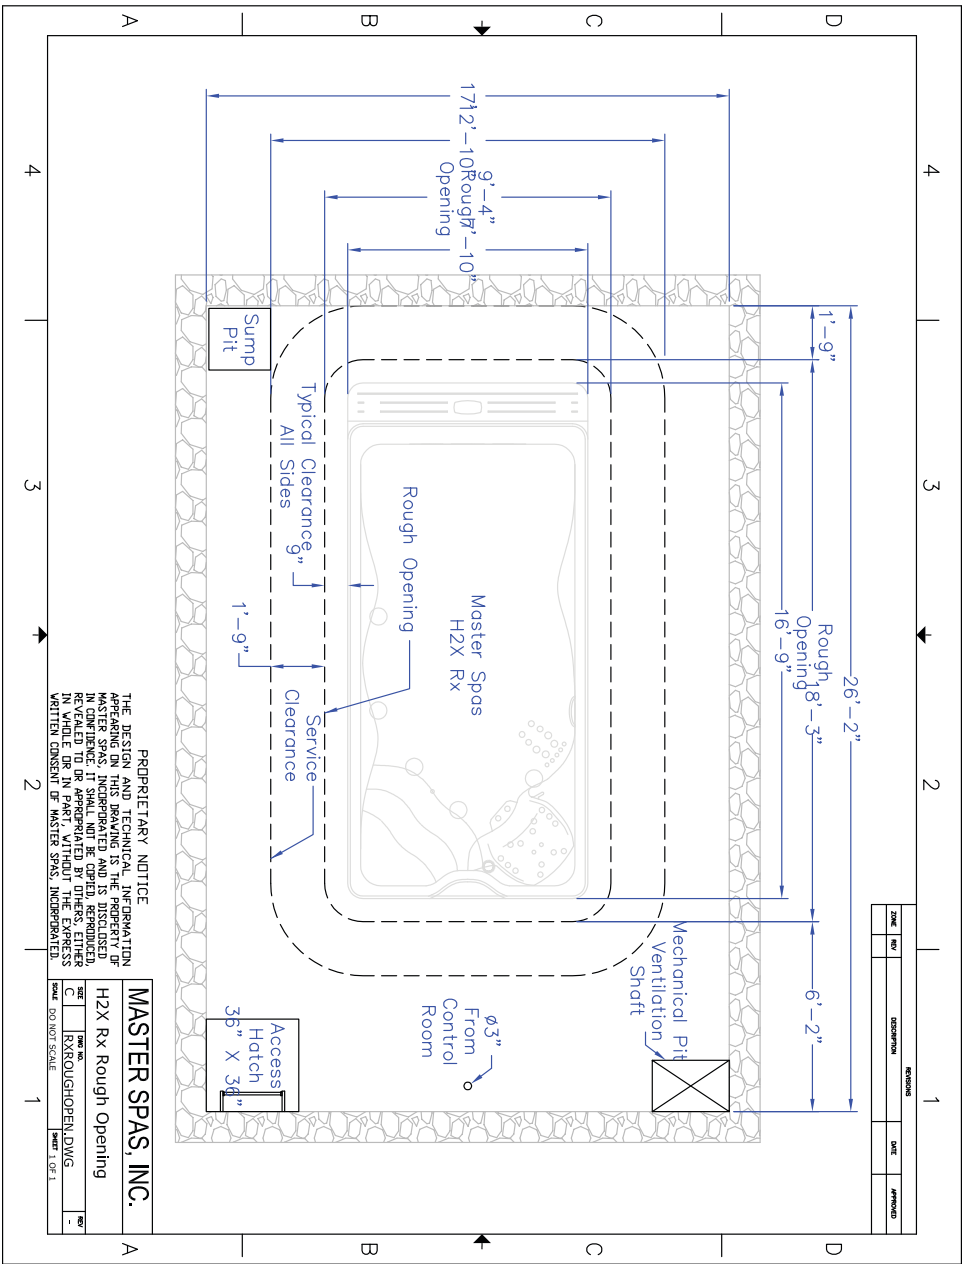 REVISIONS
ZONE REV DESCRIPTION DATE APPROVED
4 3 2 1
D
C
B
A
26'-2"
1'-9"
Rough
Opening
18'-3"
6'-2"
16'-9"
17'
12'-10"
9'-4"
Rough
Opening
7'-10"
Mechanical Pit
Ventilation
Shaft
Master Spas
H2X Rx
ø3"
From
Control
Room
Rough Opening
Typical Clearance
All Sides
9"
Service
Clearance
1'-9"
Sump
Pit
Access
Hatch
36" X 36"
PROPRIETARY NOTICE
THE DESIGN AND TECHNICAL INFORMATION
APPEARING ON THIS DRAWING IS THE PROPERTY OF
MASTER SPAS, INCORPORATED AND IS DISCLOSED
IN CONFIDENCE. IT SHALL NOT BE COPIED, REPRODUCED,
REVEALED TO OR APPROPRIATED BY OTHERS, EITHER
IN WHOLE OR IN PART, WITHOUT THE EXPRESS
WRITTEN CONSENT OF MASTER SPAS, INCORPORATED.
MASTER SPAS, INC.
H2X Rx Rough Opening
SIZE DWG NO. REV
C RXROUGHOPEN.DWG -
SCALE DO NOT SCALE SHEET 1 OF 1
4 3 2 1
D
C
B
A